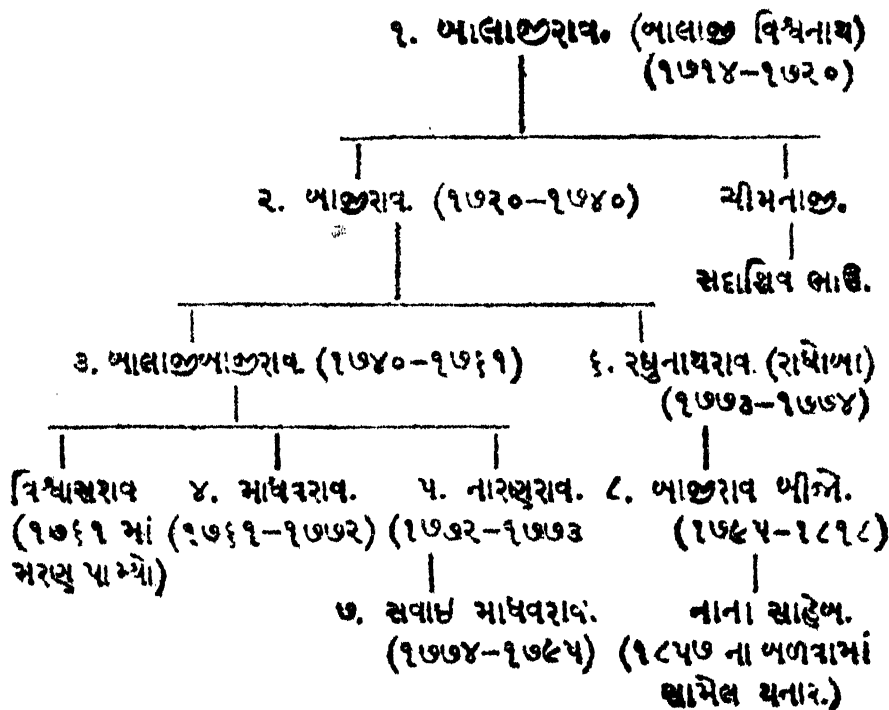 ૧. બાલાજીરાવ. (બાલાજી વિશ્વનાથ)
(૧૭૧૪–૧૭૨૦)
૨. બાજીરાવ. (૧૭૨૦–૧૭૪૦) ચીમનાજી.
સદાશિવ ભાઉ.
૩. બાલાજીબાજીરાવ. (૧૭૪૦–૧૭૬૧) ૬. રઘુનાથરાવ. (રાઘોબા)
(૧૭૭૩–૧૭૭૪)
વિશ્વાસરાવ ૪. માધવરાવ. ૫. નારણરાવ. ૮. બાજીરાવ બીજો.
(૧૭૬૧ માં (૧૭૬૧–૧૭૭૨) (૧૭૭૨–૧૭૭૩ (૧૭૯૫–૧૮૧૮)
મરણ પામ્યો)
૭. સવાઈ માધવરાવ. નાના સાહેબ.
(૧૭૭૪–૧૭૯૫) (૧૮૫૭ ના બળવામાં
સામેલ થનાર.)